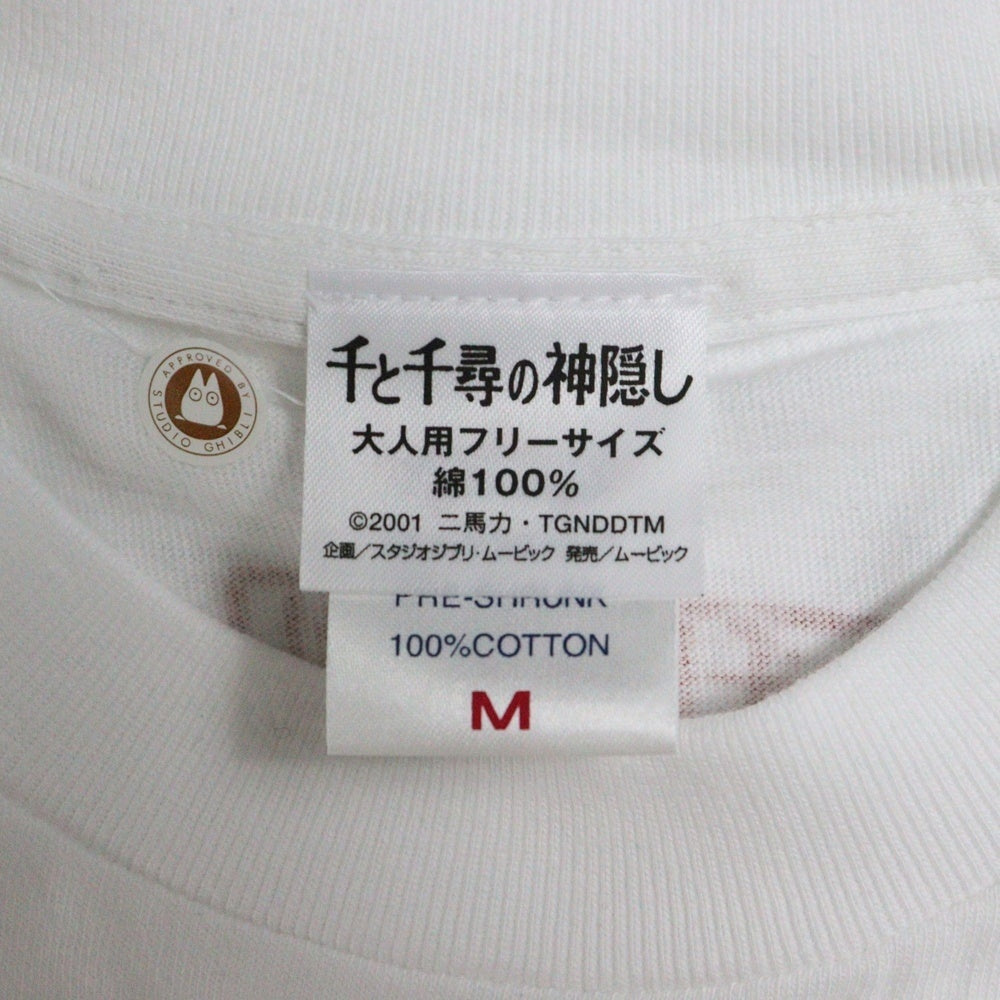 APPROVED BY
STUDIO GHIBLI
千と千尋の神隠し
大人用フリーサイズ
綿100%
©2001 二馬力・TGNDDTM
企画／スタジオジブリ・ムービック 発売／ムービック
PRE-SHRUNK
100%COTTON
M